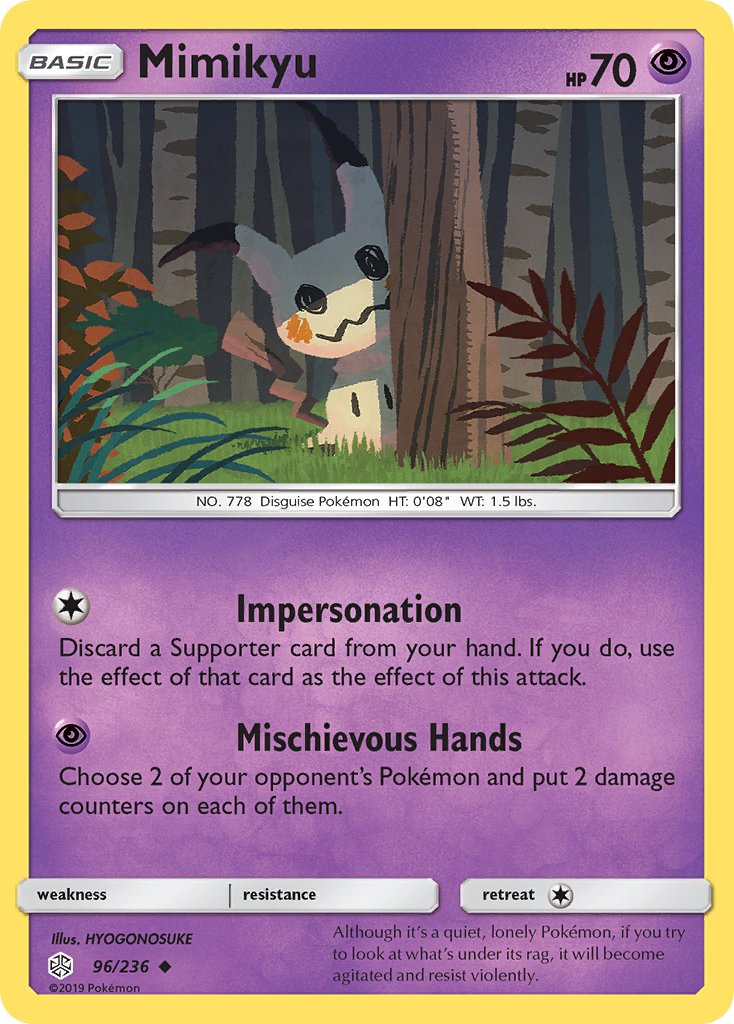 BASIC Mimikyu HP 70
NO. 778 Disguise Pokémon HT: 0'08" WT: 1.5 lbs.
Impersonation
Discard a Supporter card from your hand. If you do, use
the effect of that card as the effect of this attack.
Mischievous Hands
Choose 2 of your opponent's Pokémon and put 2 damage
counters on each of them.
weakness resistance retreat
Illus. HYOGONOSUKE
96/236
©2019 Pokémon
Although it's a quiet, lonely Pokémon, if you try
to look at what's under its rag, it will become
agitated and resist violently.